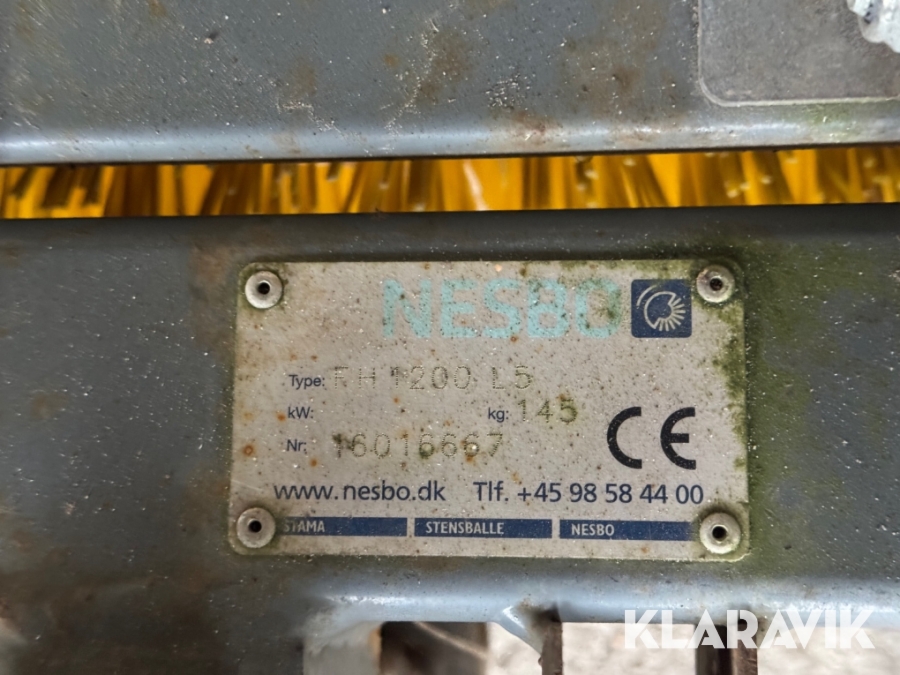 NESBO
Type: FH 1200 L5
kW: kg: 145
Nr: 16016667
CE
www.nesbo.dk Tlf. +45 98 58 44 00
STAMA STENSBALLE NESBO
KLARAVIK